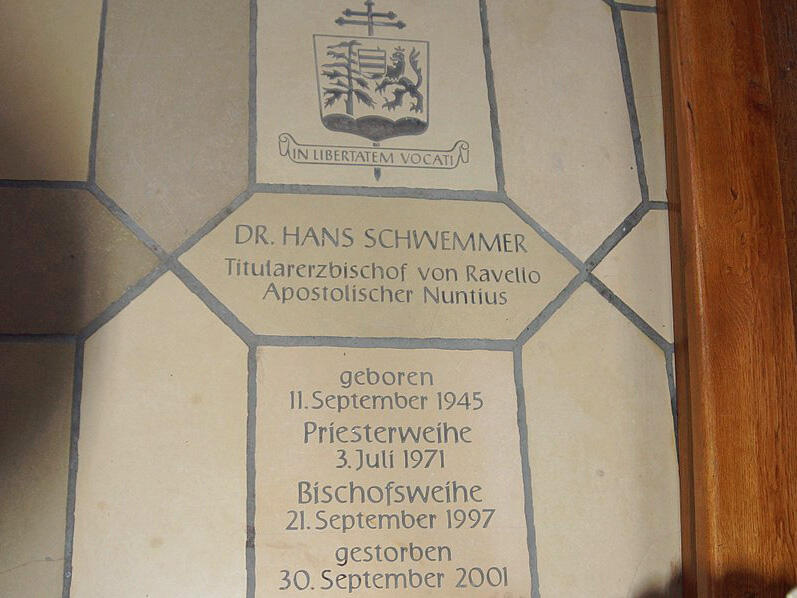 IN LIBERTATEM VOCATI
DR. HANS SCHWEMMER
Titularerzbischof von Ravello
Apostolischer Nuntius
geboren
11. September 1945
Priesterweihe
3. Juli 1971
Bischofsweihe
21. September 1997
gestorben
30. September 2001